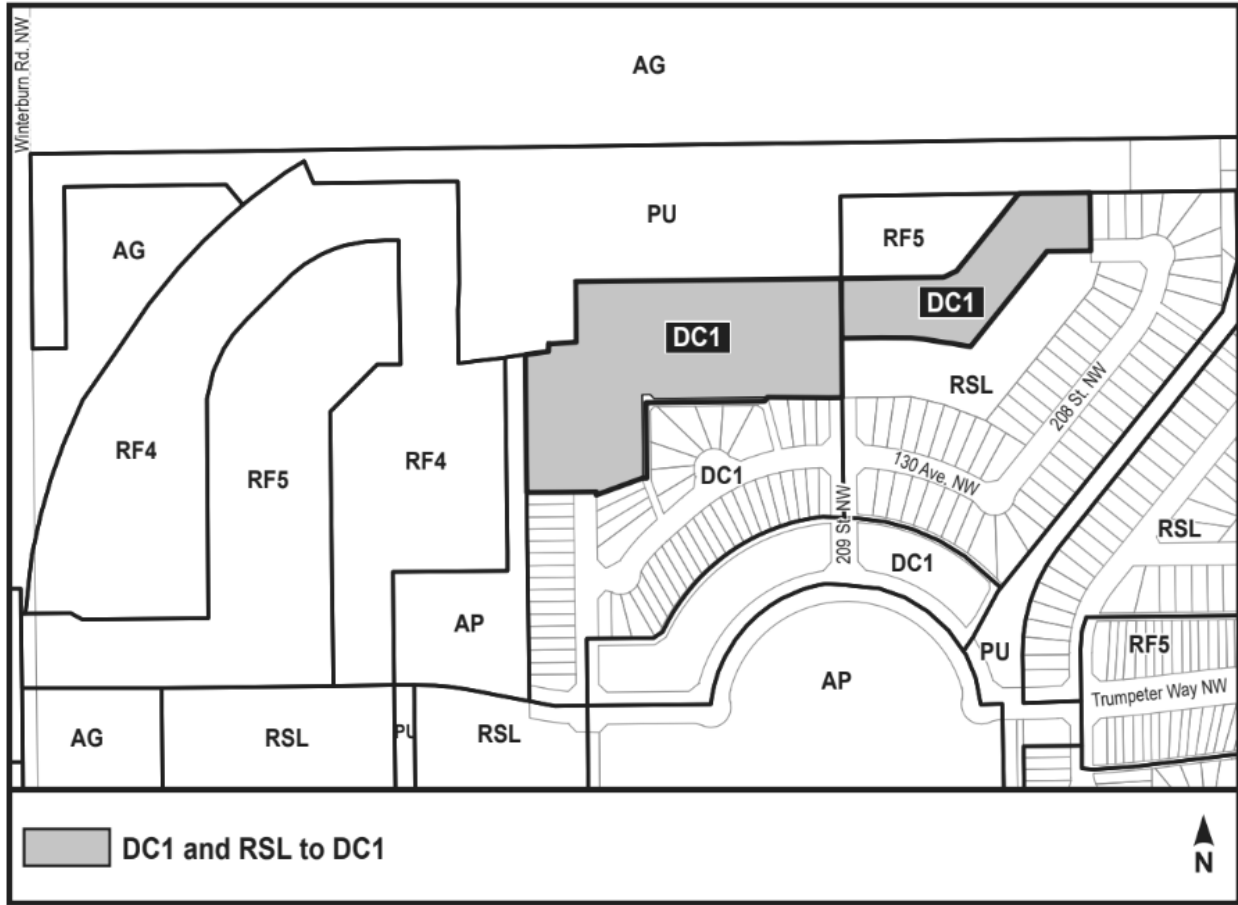 Winterburn Rd. NW
AG
PU
AG
RF5
DC1
DC1
RSL
208 St. NW
RF4
RF5
RF4
DC1
130 Ave. NW
209 St. NW
RSL
DC1
AP
PU
RF5
AP
Trumpeter Way NW
AG
RSL
PU
RSL
DC1 and RSL to DC1
N